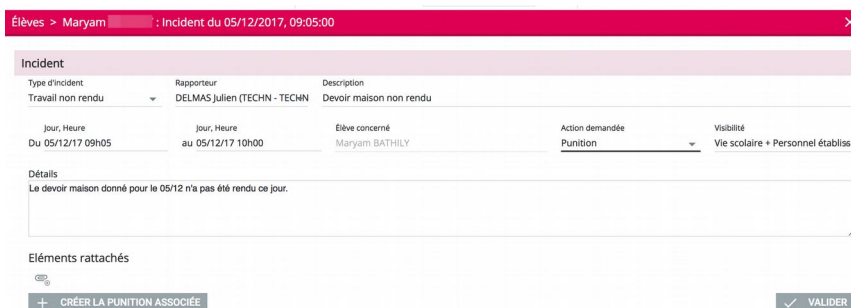 Élèves > Maryam : Incident du 05/12/2017, 09:05:00
Incident
Type d'incident Rapporteur Description
Travail non rendu DELMAS Julien (TECHN - TECHN Devoir maison non rendu
Jour, Heure Jour, Heure Élève concerné Action demandée Visibilité
Du 05/12/17 09h05 au 05/12/17 10h00 Maryam BATHILY Punition Vie scolaire + Personnel établiss
Détails
Le devoir maison donné pour le 05/12 n'a pas été rendu ce jour.
Eléments rattachés
+ CRÉER LA PUNITION ASSOCIÉE VALIDER